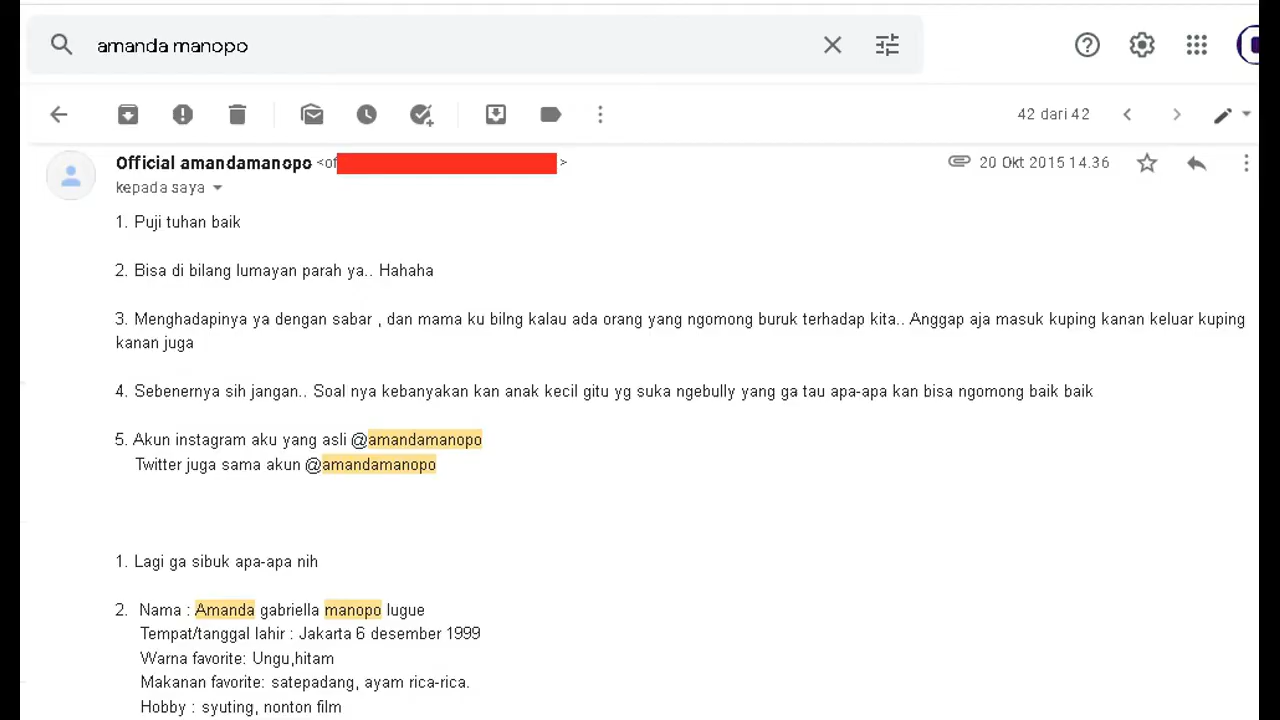 amanda manopo
42 dari 42
Official amandamanopo <of >
20 Okt 2015 14.36
kepada saya
1. Puji tuhan baik
2. Bisa di bilang lumayan parah ya.. Hahaha
3. Menghadapinya ya dengan sabar , dan mama ku bilng kalau ada orang yang ngomong buruk terhadap kita.. Anggap aja masuk kuping kanan keluar kuping
kanan juga
4. Sebenernya sih jangan.. Soal nya kebanyakan kan anak kecil gitu yg suka ngebully yang ga tau apa-apa kan bisa ngomong baik baik
5. Akun instagram aku yang asli @amandamanopo
Twitter juga sama akun @amandamanopo
1. Lagi ga sibuk apa-apa nih
2. Nama : Amanda gabriella manopo lugue
Tempat/tanggal lahir : Jakarta 6 desember 1999
Warna favorite: Ungu,hitam
Makanan favorite: satepadang, ayam rica-rica.
Hobby : syuting, nonton film